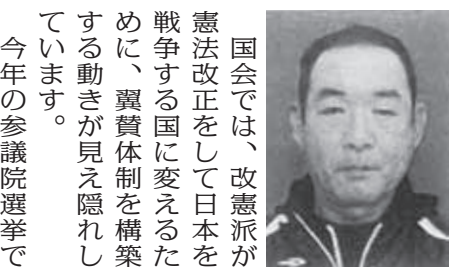 国会では、改憲派が
憲法改正をして日本を
戦争する国に変えるた
めに、翼賛体制を構築
する動きが見え隠れし
ています。
今年の参議院選挙で